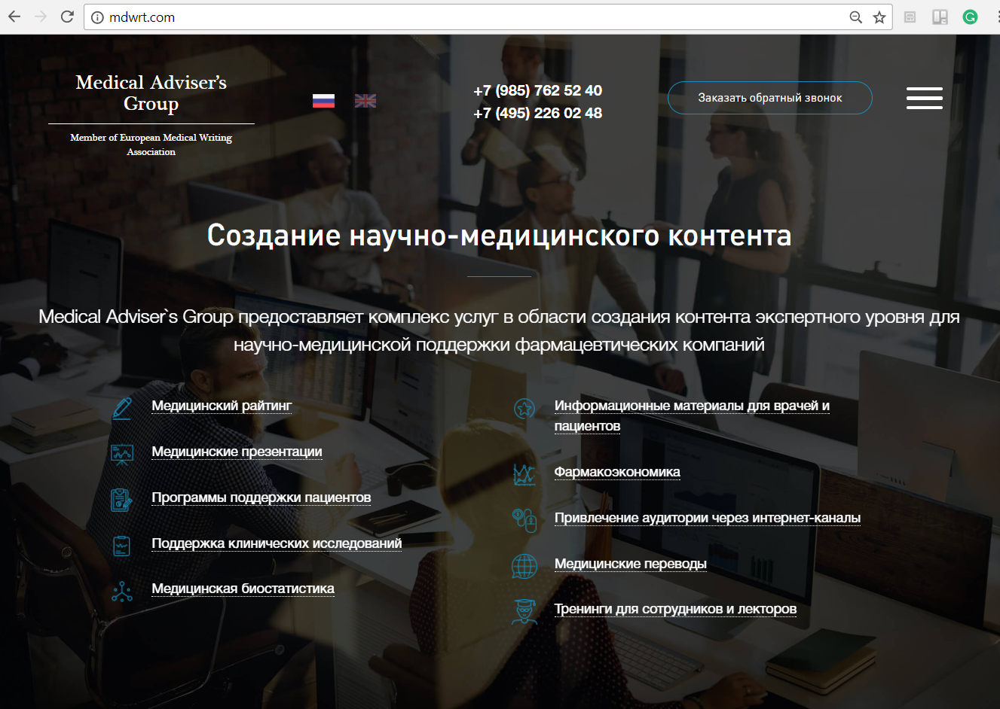 mdwrt.com
Medical Adviser’s
Group
Member of European Medical Writing
Association
+7 (985) 762 52 40
+7 (495) 226 02 48
Заказать обратный звонок
Создание научно-медицинского контента
Medical Adviser`s Group предоставляет комплекс услуг в области создания контента экспертного уровня для
научно-медицинской поддержки фармацевтических компаний
Медицинский райтинг
Медицинские презентации
Программы поддержки пациентов
Поддержка клинических исследований
Медицинская биостатистика
Информационные материалы для врачей и
пациентов
Фармакоэкономика
Привлечение аудитории через интернет-каналы
Медицинские переводы
Тренинги для сотрудников и лекторов